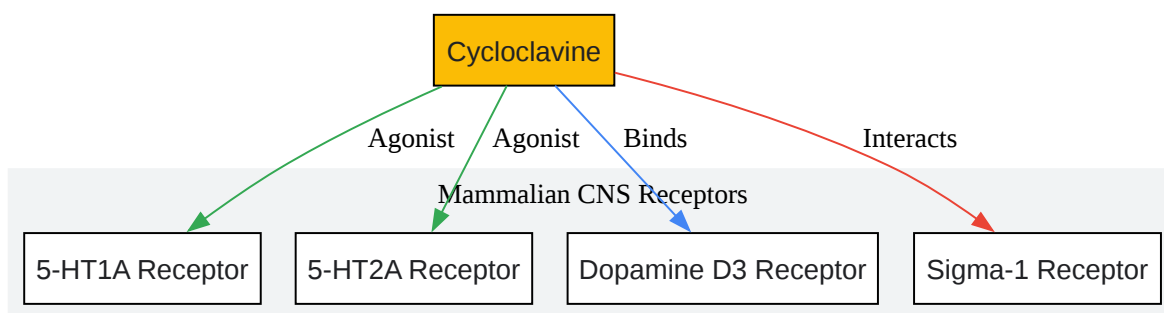 Cycloclavine
Agonist
Agonist
Binds
Interacts
Mammalian CNS Receptors
5-HT1A Receptor
5-HT2A Receptor
Dopamine D3 Receptor
Sigma-1 Receptor